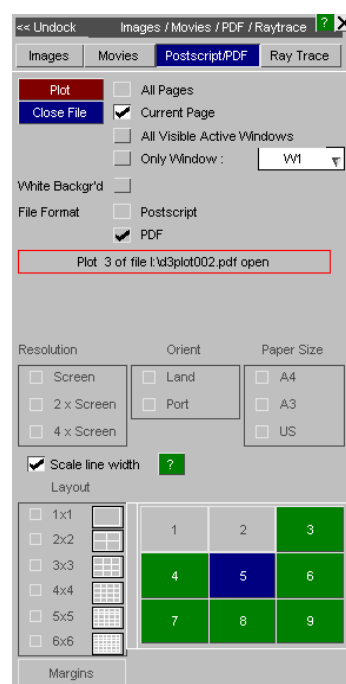 << Undock Images / Movies / PDF / Raytrace ? X
Images Movies Postscript/PDF Ray Trace
Plot All Pages
Close File Current Page
All Visible Active Windows
Only Window : W1
White Backgr'd
File Format Postscript
PDF
Plot 3 of file I:\d3plot002.pdf open
Resolution Orient Paper Size
Screen Land A4
2 x Screen Port A3
4 x Screen US
Scale line width ?
Layout
1x1
2x2
3x3
4x4
5x5
6x6
1 2 3
4 5 6
7 8 9
Margins